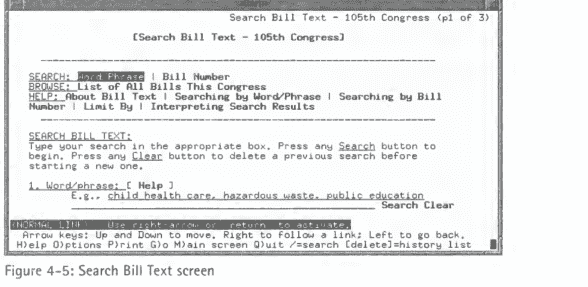 Search Bill Text - 105th Congress (p1 of 3)
[Search Bill Text - 105th Congress]
SEARCH: Word Phrase | Bill Number
BROWSE: List of All Bills This Congress
HELP: About Bill Text | Searching by Word/Phrase | Searching by Bill
Number | Limit By | Interpreting Search Results
SEARCH BILL TEXT:
Type your search in the appropriate box. Press any Search button to
begin. Press any Clear button to delete a previous search before
starting a new one.
1. Word/phrase: [ Help ]
E.g., child health care, hazardous waste, public education
Search Clear
(NORMAL LINK) Use right-arrow or return to activate.
Arrow keys: Up and Down to move. Right to follow a link; Left to go back.
H)elp O)ptions P)rint G)o M)ain screen Q)uit /=search [delete]=history list
Figure 4-5: Search Bill Text screen